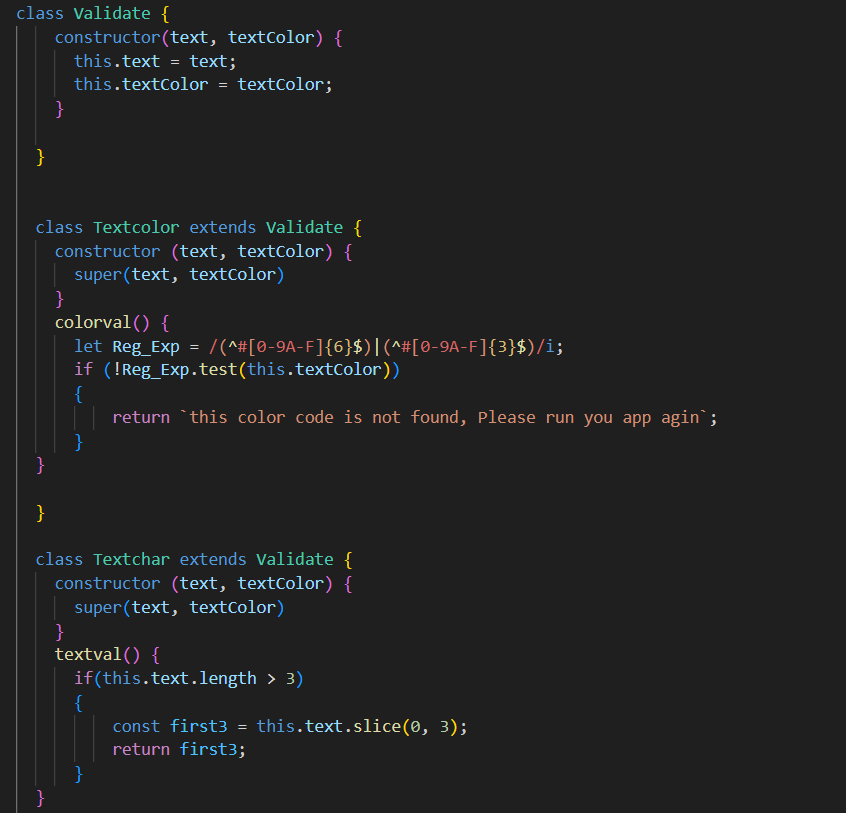 class Validate {
constructor(text, textColor) {
this.text = text;
this.textColor = textColor;
}
}
class Textcolor extends Validate {
constructor (text, textColor) {
super(text, textColor)
}
colorval() {
let Reg_Exp = /(^#[0-9A-F]{6}$)|(^#[0-9A-F]{3}$)/i;
if (!Reg_Exp.test(this.textColor))
{
return `this color code is not found, Please run you app agin`;
}
}
}
class Textchar extends Validate {
constructor (text, textColor) {
super(text, textColor)
}
textval() {
if(this.text.length > 3)
{
const first3 = this.text.slice(0, 3);
return first3;
}
}